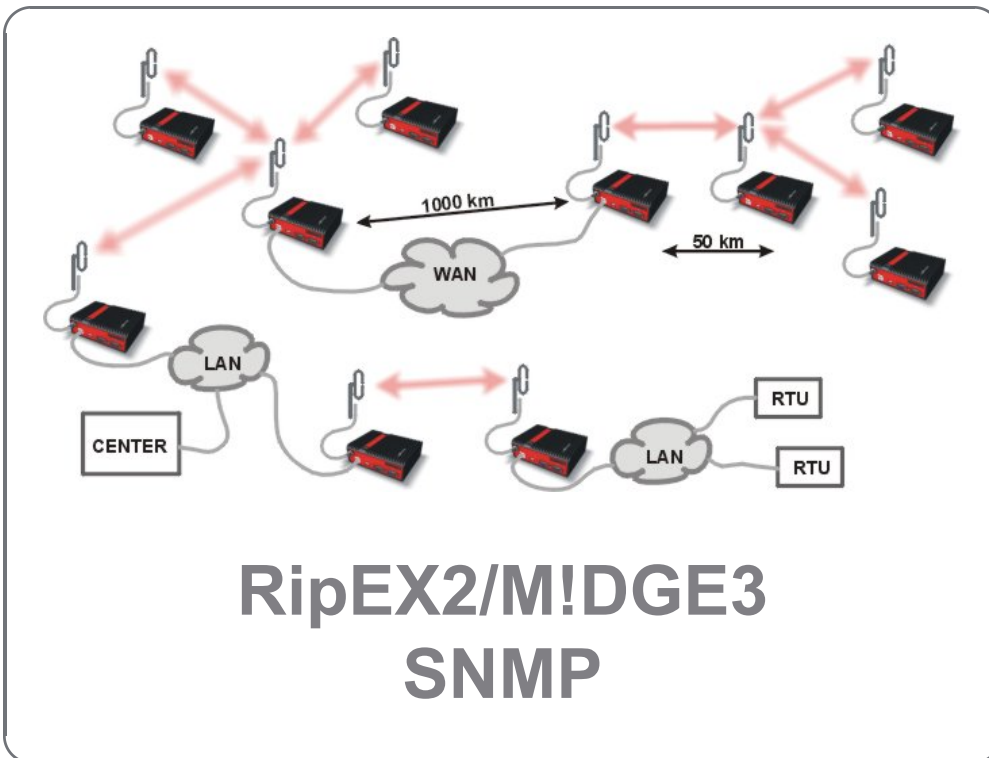 1000 km
50 km
WAN
LAN
CENTER
RTU
LAN
RTU
RipEX2/M!DGE3
SNMP